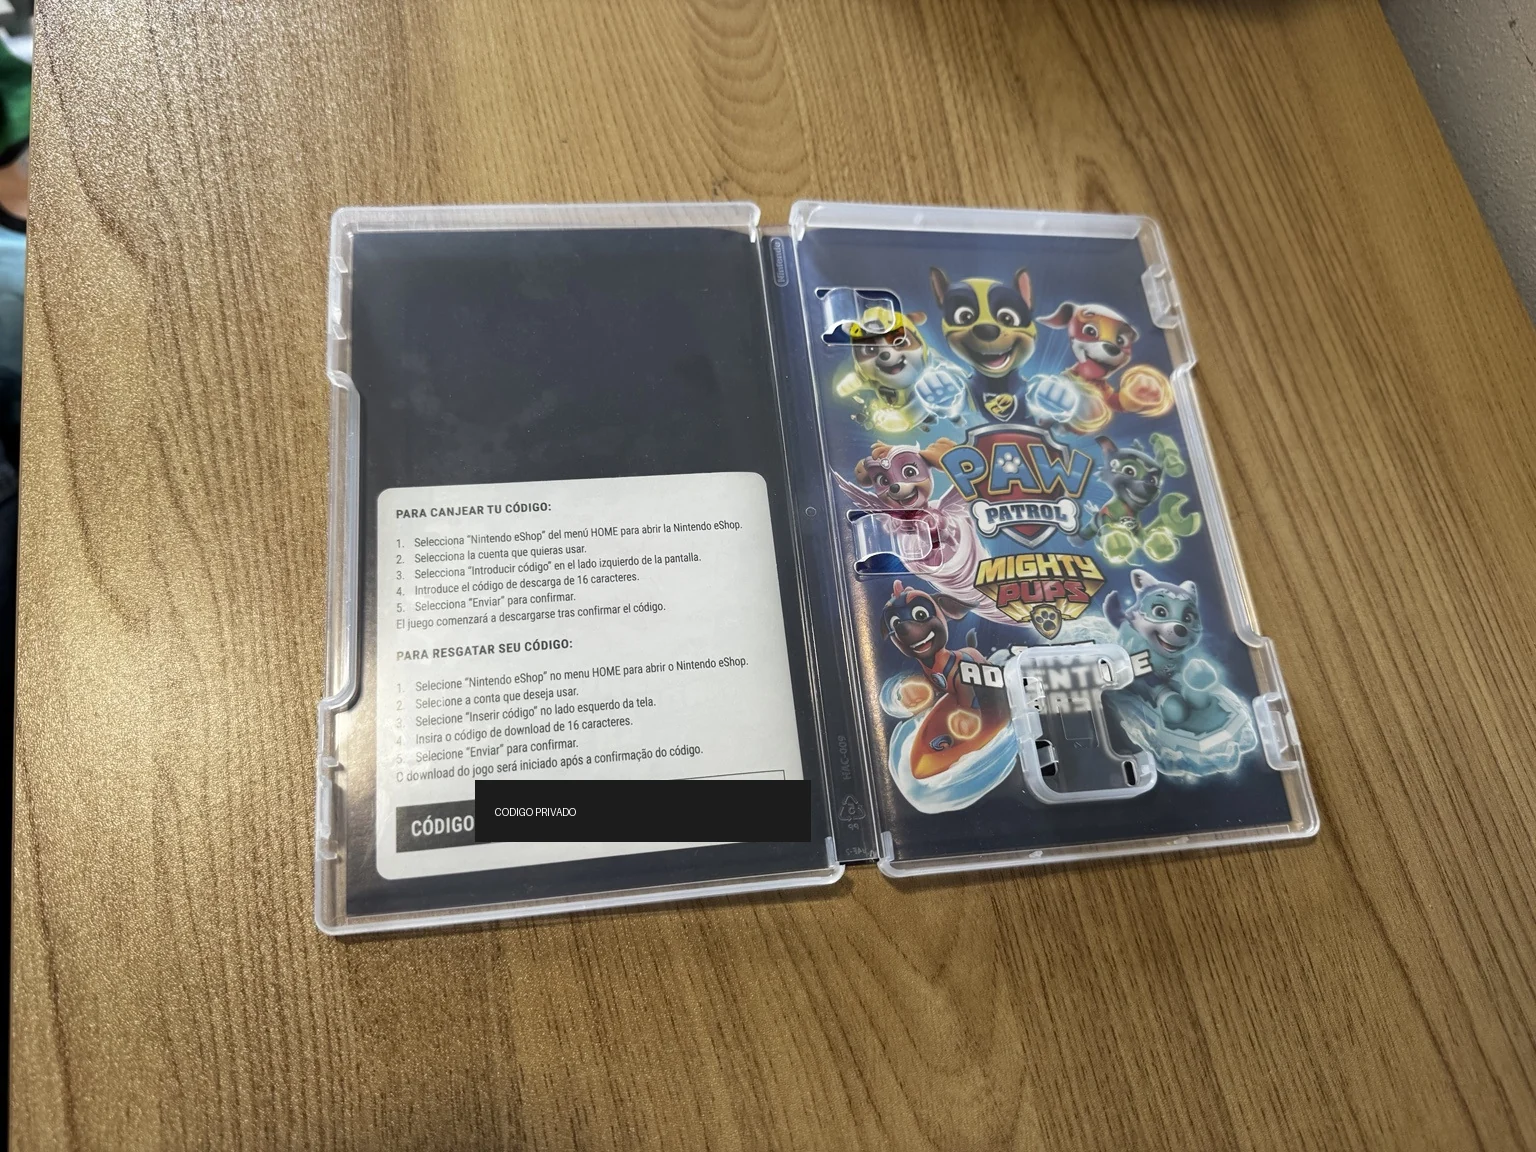 PARA CANJEAR TU CÓDIGO:
1. Selecciona “Nintendo eShop” del menú HOME para abrir la Nintendo eShop.
2. Selecciona la cuenta que quieras usar.
3. Selecciona “Introducir código” en el lado izquierdo de la pantalla.
4. Introduce el código de descarga de 16 caracteres.
5. Selecciona “Enviar” para confirmar.
El juego comenzará a descargarse tras confirmar el código.
PARA RESGATAR SEU CÓDIGO:
1. Selecione “Nintendo eShop” no menu HOME para abrir o Nintendo eShop.
2. Selecione a conta que deseja usar.
3. Selecione “Inserir código” no lado esquerdo da tela.
4. Insira o código de download de 16 caracteres.
5. Selecione “Enviar” para confirmar.
O download do jogo será iniciado após a confirmação do código.
CÓDIGO
CODIGO PRIVADO
Nintendo
HAC-009
PAW
PATROL
MIGHTY
PUPS